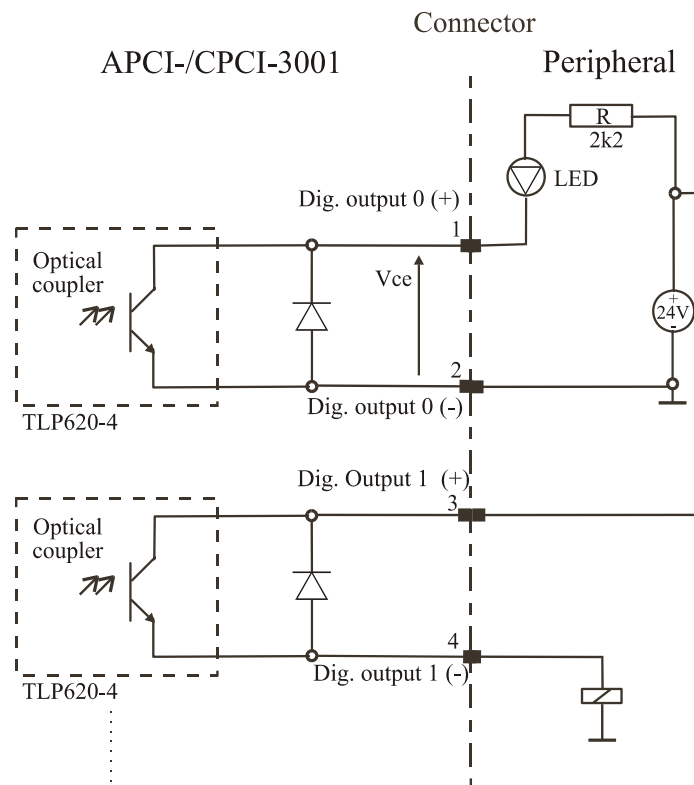 Connector
APCI-/CPCI-3001
Peripheral
R
2k2
LED
Dig. output 0 (+)
1
Optical
coupler
Vce
+
24V
-
2
Dig. output 0 (-)
TLP620-4
Dig. Output 1 (+)
3
Optical
coupler
4
Dig. output 1 (-)
TLP620-4